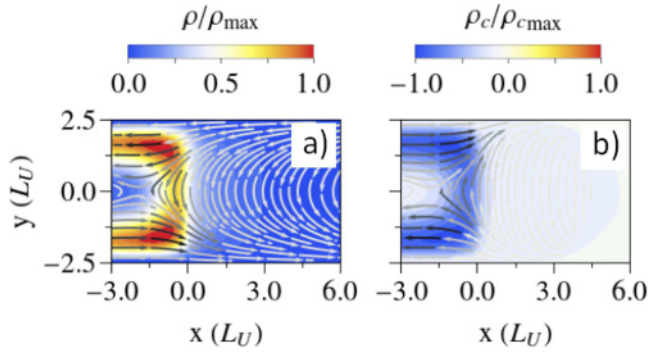 ρ/ρmax ρc/ρcmax
0.0 0.5 1.0 -1.0 0.0 1.0
2.5 a) b)
y (LU) 0.0 y (LU)
-2.5
-3.0 0.0 3.0 6.0 -3.0 0.0 3.0 6.0
x (LU) x (LU)